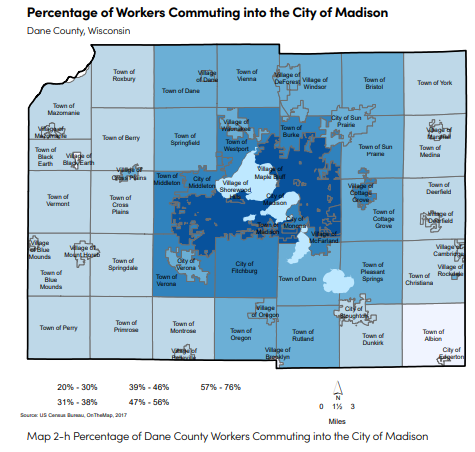 Percentage of Workers Commuting into the City of Madison
Dane County, Wisconsin
Town of
Roxbury
Village
of Dane
Town of Dane
Town of
Vienna
Village of
DeForest
Village of
Windsor
Town of
Bristol
Town of York
Town of
Mazomanie
Village of
Mazomanie
Town of Berry
Town of
Springfield
Village of
Waunakee
Town of
Westport
Town of
Burke
City of Sun
Prairie
Town of Sun
Prairie
Village of
Marshall
Town of
Medina
Town of
Black
Earth
Village of
Black Earth
Village of
Cross Plains
Town of
Middleton
City of
Middleton
Village of
Shorewood
Hills
Village of
Maple Bluff
City of
Madison
Village of
Cottage
Grove
Town of
Cottage
Grove
Town of
Deerfield
Village of
Deerfield
Town of
Vermont
Town of
Cross
Plains
Town of
Madison
City of
Monona
Village of
McFarland
Village of
Blue
Mounds
Village of
Mount Horeb
Town of
Blue
Mounds
Town of
Springdale
City of
Verona
Town of
Verona
City of
Fitchburg
Town of Dunn
Town of
Pleasant
Springs
Village of
Cambridge
Village of
Rockdale
Town of
Christiana
Town of Perry
Town of
Primrose
Town of
Montrose
Village of
Belleville
Village of
Oregon
Town of
Oregon
Village of
Brooklyn
Town of
Rutland
City of
Stoughton
Town of
Dunkirk
Town of
Albion
City of
Edgerton
20% - 30%
39% - 46%
57% - 76%
31% - 38%
47% - 56%
N
0 1½ 3
Miles
Source: US Census Bureau, OnTheMap, 2017
Map 2-h Percentage of Dane County Workers Commuting into the City of Madison